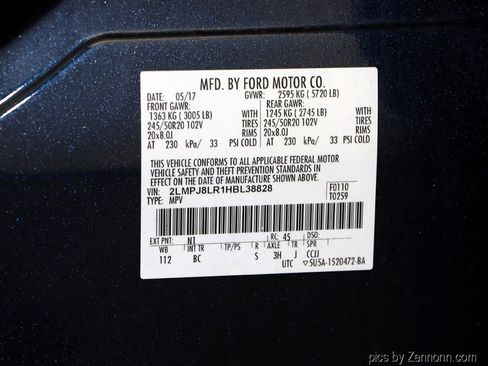 MFD. BY FORD MOTOR CO.
DATE: 05/17 GVWR: 2595 KG ( 5720 LB)
FRONT GAWR: REAR GAWR:
1363 KG ( 3005 LB) WITH 1245 KG ( 2745 LB) WITH
245/50R20 102V TIRES 245/50R20 102V TIRES
20x8.0J RIMS 20x8.0J RIMS
AT 230 kPa/ 33 PSI COLD AT 230 kPa/ 33 PSI COLD
THIS VEHICLE CONFORMS TO ALL APPLICABLE FEDERAL MOTOR
VEHICLE SAFETY AND THEFT PREVENTION STANDARDS IN
EFFECT ON THE DATE OF MANUFACTURE SHOWN ABOVE.
VIN: 2LMPJ8LR1HBL38828 F0110
TYPE: MPV T0259
EXT PNT: N1 RC: 45 DSO:
WB INT TR TP/PS R AXLE TR SPR
112 BC S 3H J CCJJ
UTC ▽ 5U5A-1520472-BA
pics by Zennonn.com